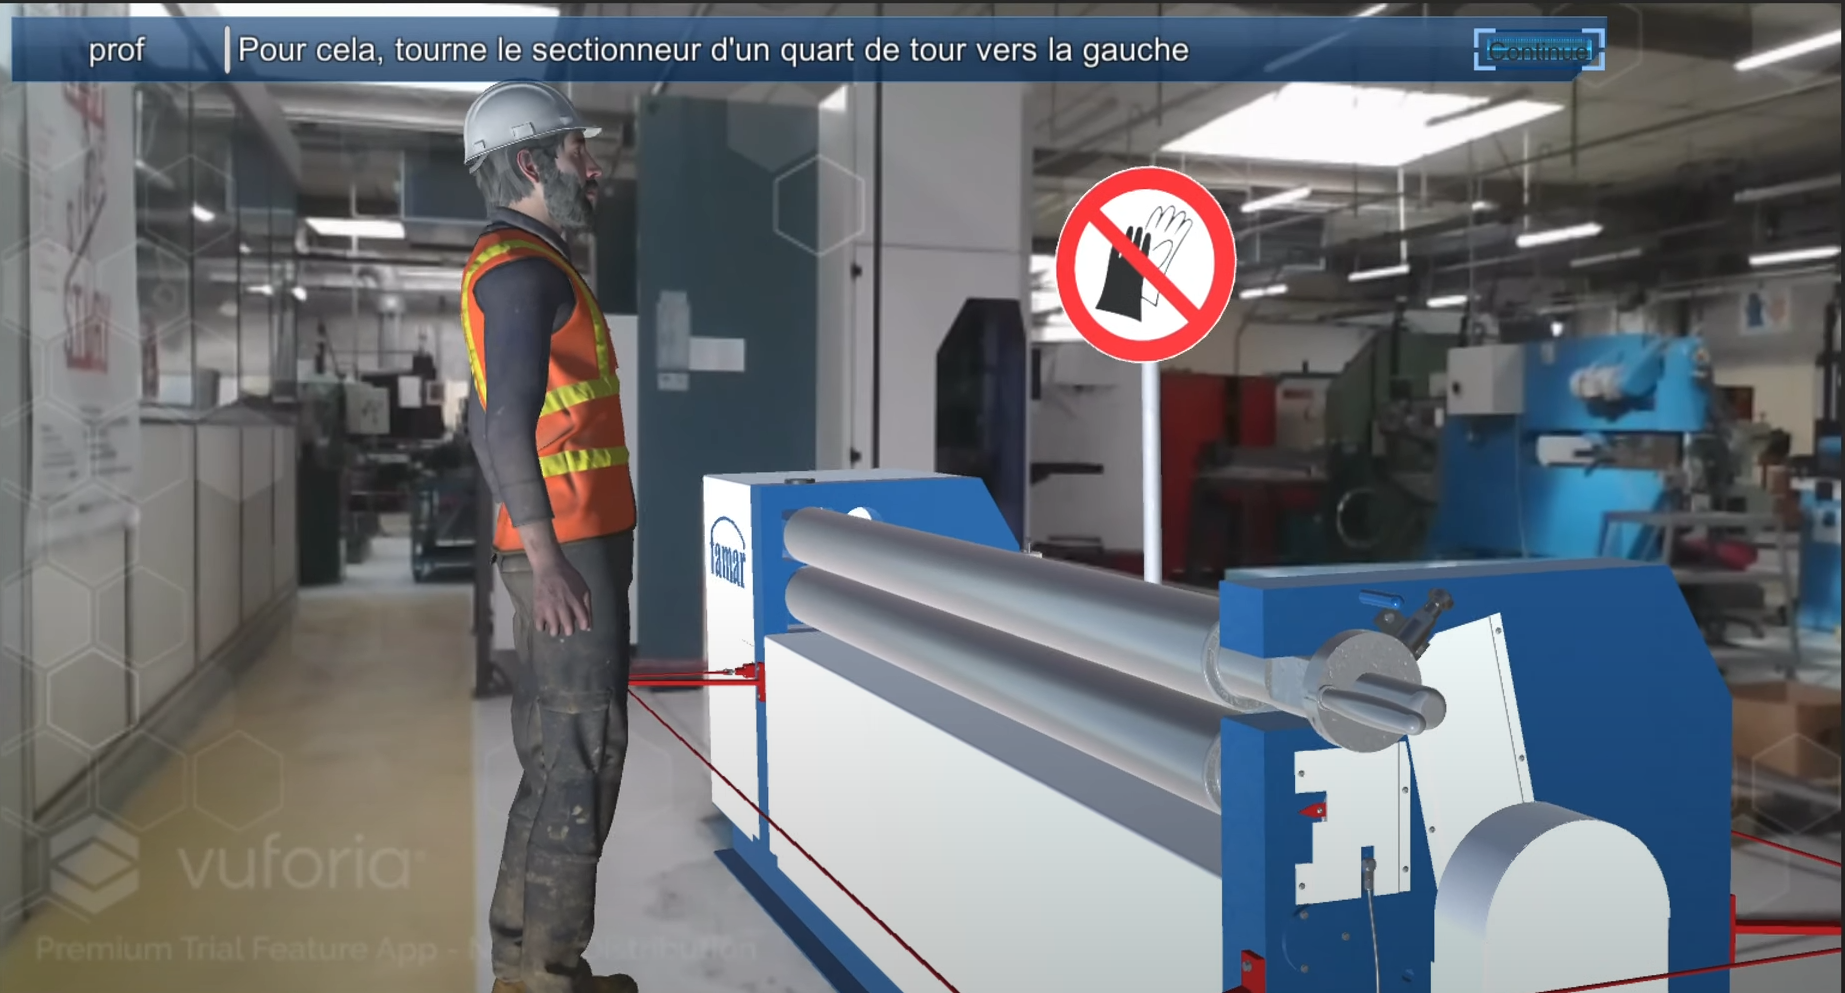 prof
Pour cela, tourne le sectionneur d'un quart de tour vers la gauche
Continue
famar
vuforia
Premium Trial Feature App -